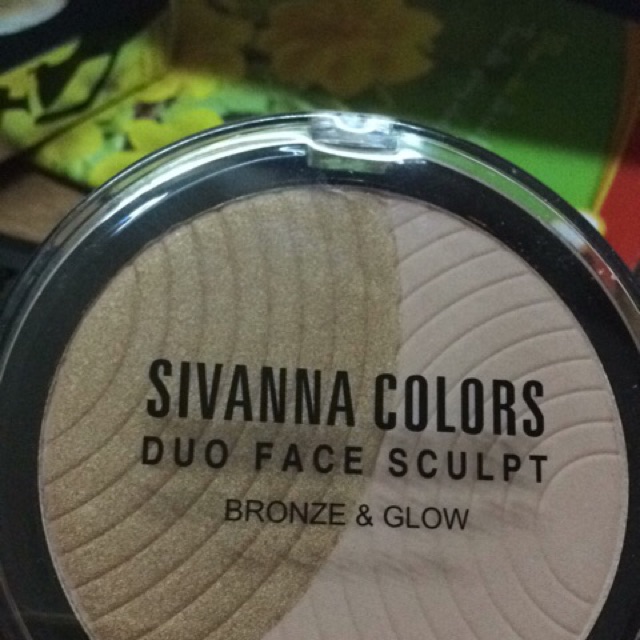 SIVANNA COLORS
DUO FACE SCULPT
BRONZE & GLOW